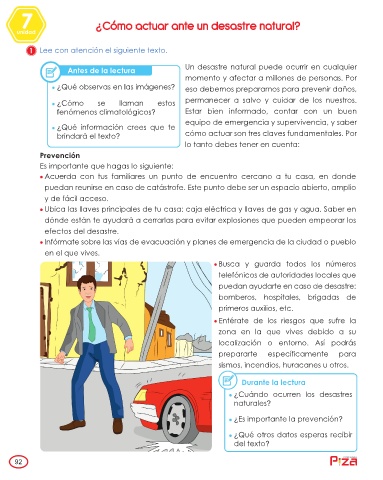 7
unidad
¿Cómo actuar ante un desastre natural?
1 Lee con atención el siguiente texto.
Antes de la lectura
• ¿Qué observas en las imágenes?
• ¿Cómo se llaman estos
fenómenos climatológicos?
• ¿Qué información crees que te
brindará el texto?
Un desastre natural puede ocurrir en cualquier
momento y afectar a millones de personas. Por
eso debemos prepararnos para prevenir daños,
permanecer a salvo y cuidar de los nuestros.
Estar bien informado, contar con un buen
equipo de emergencia y supervivencia, y saber
cómo actuar son tres claves fundamentales. Por
lo tanto debes tener en cuenta:
Prevención
Es importante que hagas lo siguiente:
• Acuerda con tus familiares un punto de encuentro cercano a tu casa, en donde
puedan reunirse en caso de catástrofe. Este punto debe ser un espacio abierto, amplio
y de fácil acceso.
• Ubica las llaves principales de tu casa: caja eléctrica y llaves de gas y agua. Saber en
dónde están te ayudará a cerrarlas para evitar explosiones que pueden empeorar los
efectos del desastre.
• Infórmate sobre las vías de evacuación y planes de emergencia de la ciudad o pueblo
en el que vives.
• Busca y guarda todos los números
telefónicos de autoridades locales que
puedan ayudarte en caso de desastre:
bomberos, hospitales, brigadas de
primeros auxilios, etc.
• Entérate de los riesgos que sufre la
zona en la que vives debido a su
localización o entorno. Así podrás
prepararte específicamente para
sismos, incendios, huracanes u otros.
Durante la lectura
• ¿Cuándo ocurren los desastres
naturales?
• ¿Es importante la prevención?
• ¿Qué otros datos esperas recibir
del texto?
92
Piza